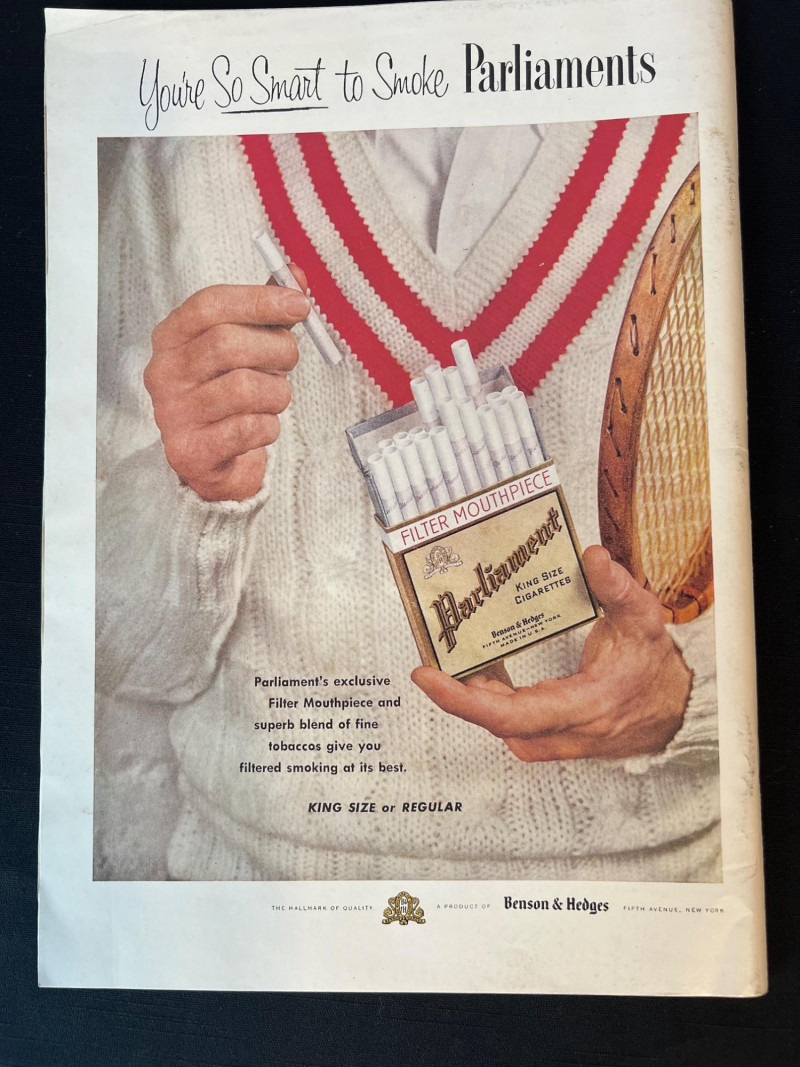 You're So Smart to Smoke Parliaments
FILTER MOUTHPIECE
Parliament
KING SIZE
CIGARETTES
Benson & Hedges
FIFTH AVENUE-NEW YORK
MADE IN U.S.A.
Parliament's exclusive
Filter Mouthpiece and
superb blend of fine
tobaccos give you
filtered smoking at its best.
KING SIZE or REGULAR
THE HALLMARK OF QUALITY A PRODUCT OF Benson & Hedges FIFTH AVENUE, NEW YORK